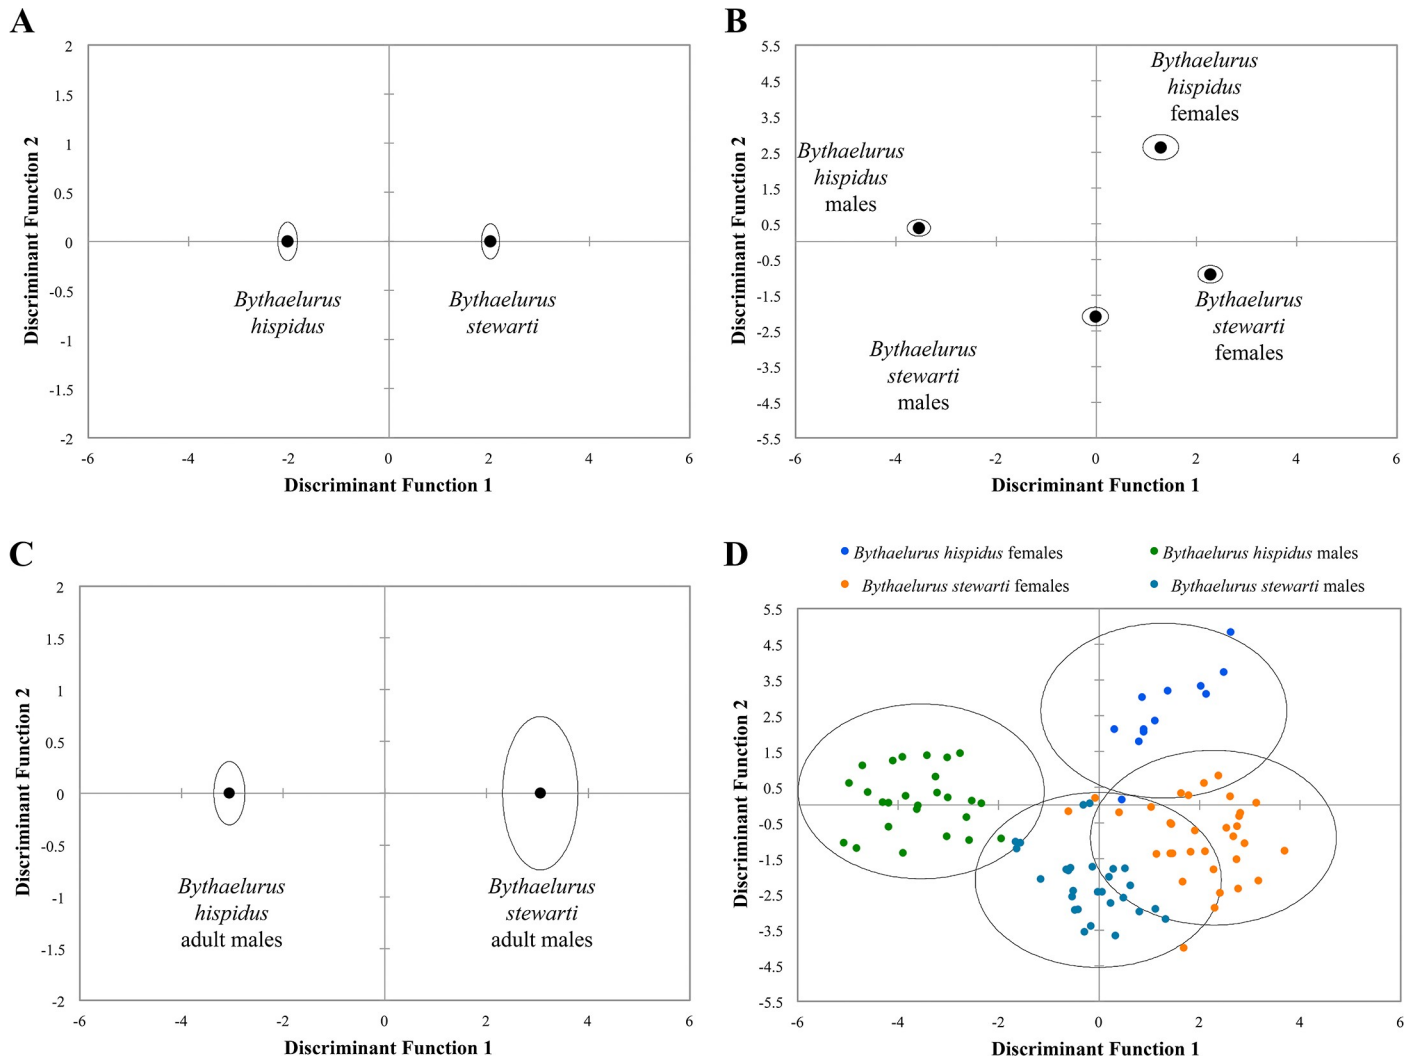 A
2
1.5
1
0.5
0
-0.5
-1
-1.5
-2
-6
-4
-2
0
2
4
6
Discriminant Function 2
Discriminant Function 1
Bythaelurus
hispidus
Bythaelurus
stewarti
B
5.5
4.5
3.5
2.5
1.5
0.5
-0.5
-1.5
-2.5
-3.5
-4.5
-5.5
-6
-4
-2
0
2
4
6
Discriminant Function 2
Discriminant Function 1
Bythaelurus
hispidus
females
Bythaelurus
hispidus
males
Bythaelurus
stewarti
females
Bythaelurus
stewarti
males
C
2
1.5
1
0.5
0
-0.5
-1
-1.5
-2
-6
-4
-2
0
2
4
6
Discriminant Function 2
Discriminant Function 1
Bythaelurus
hispidus
adult males
Bythaelurus
stewarti
adult males
D
Bythaelurus hispidus females
Bythaelurus hispidus males
Bythaelurus stewarti females
Bythaelurus stewarti males
5.5
4.5
3.5
2.5
1.5
0.5
-0.5
-1.5
-2.5
-3.5
-4.5
-5.5
-6
-4
-2
0
2
4
6
Discriminant Function 2
Discriminant Function 1